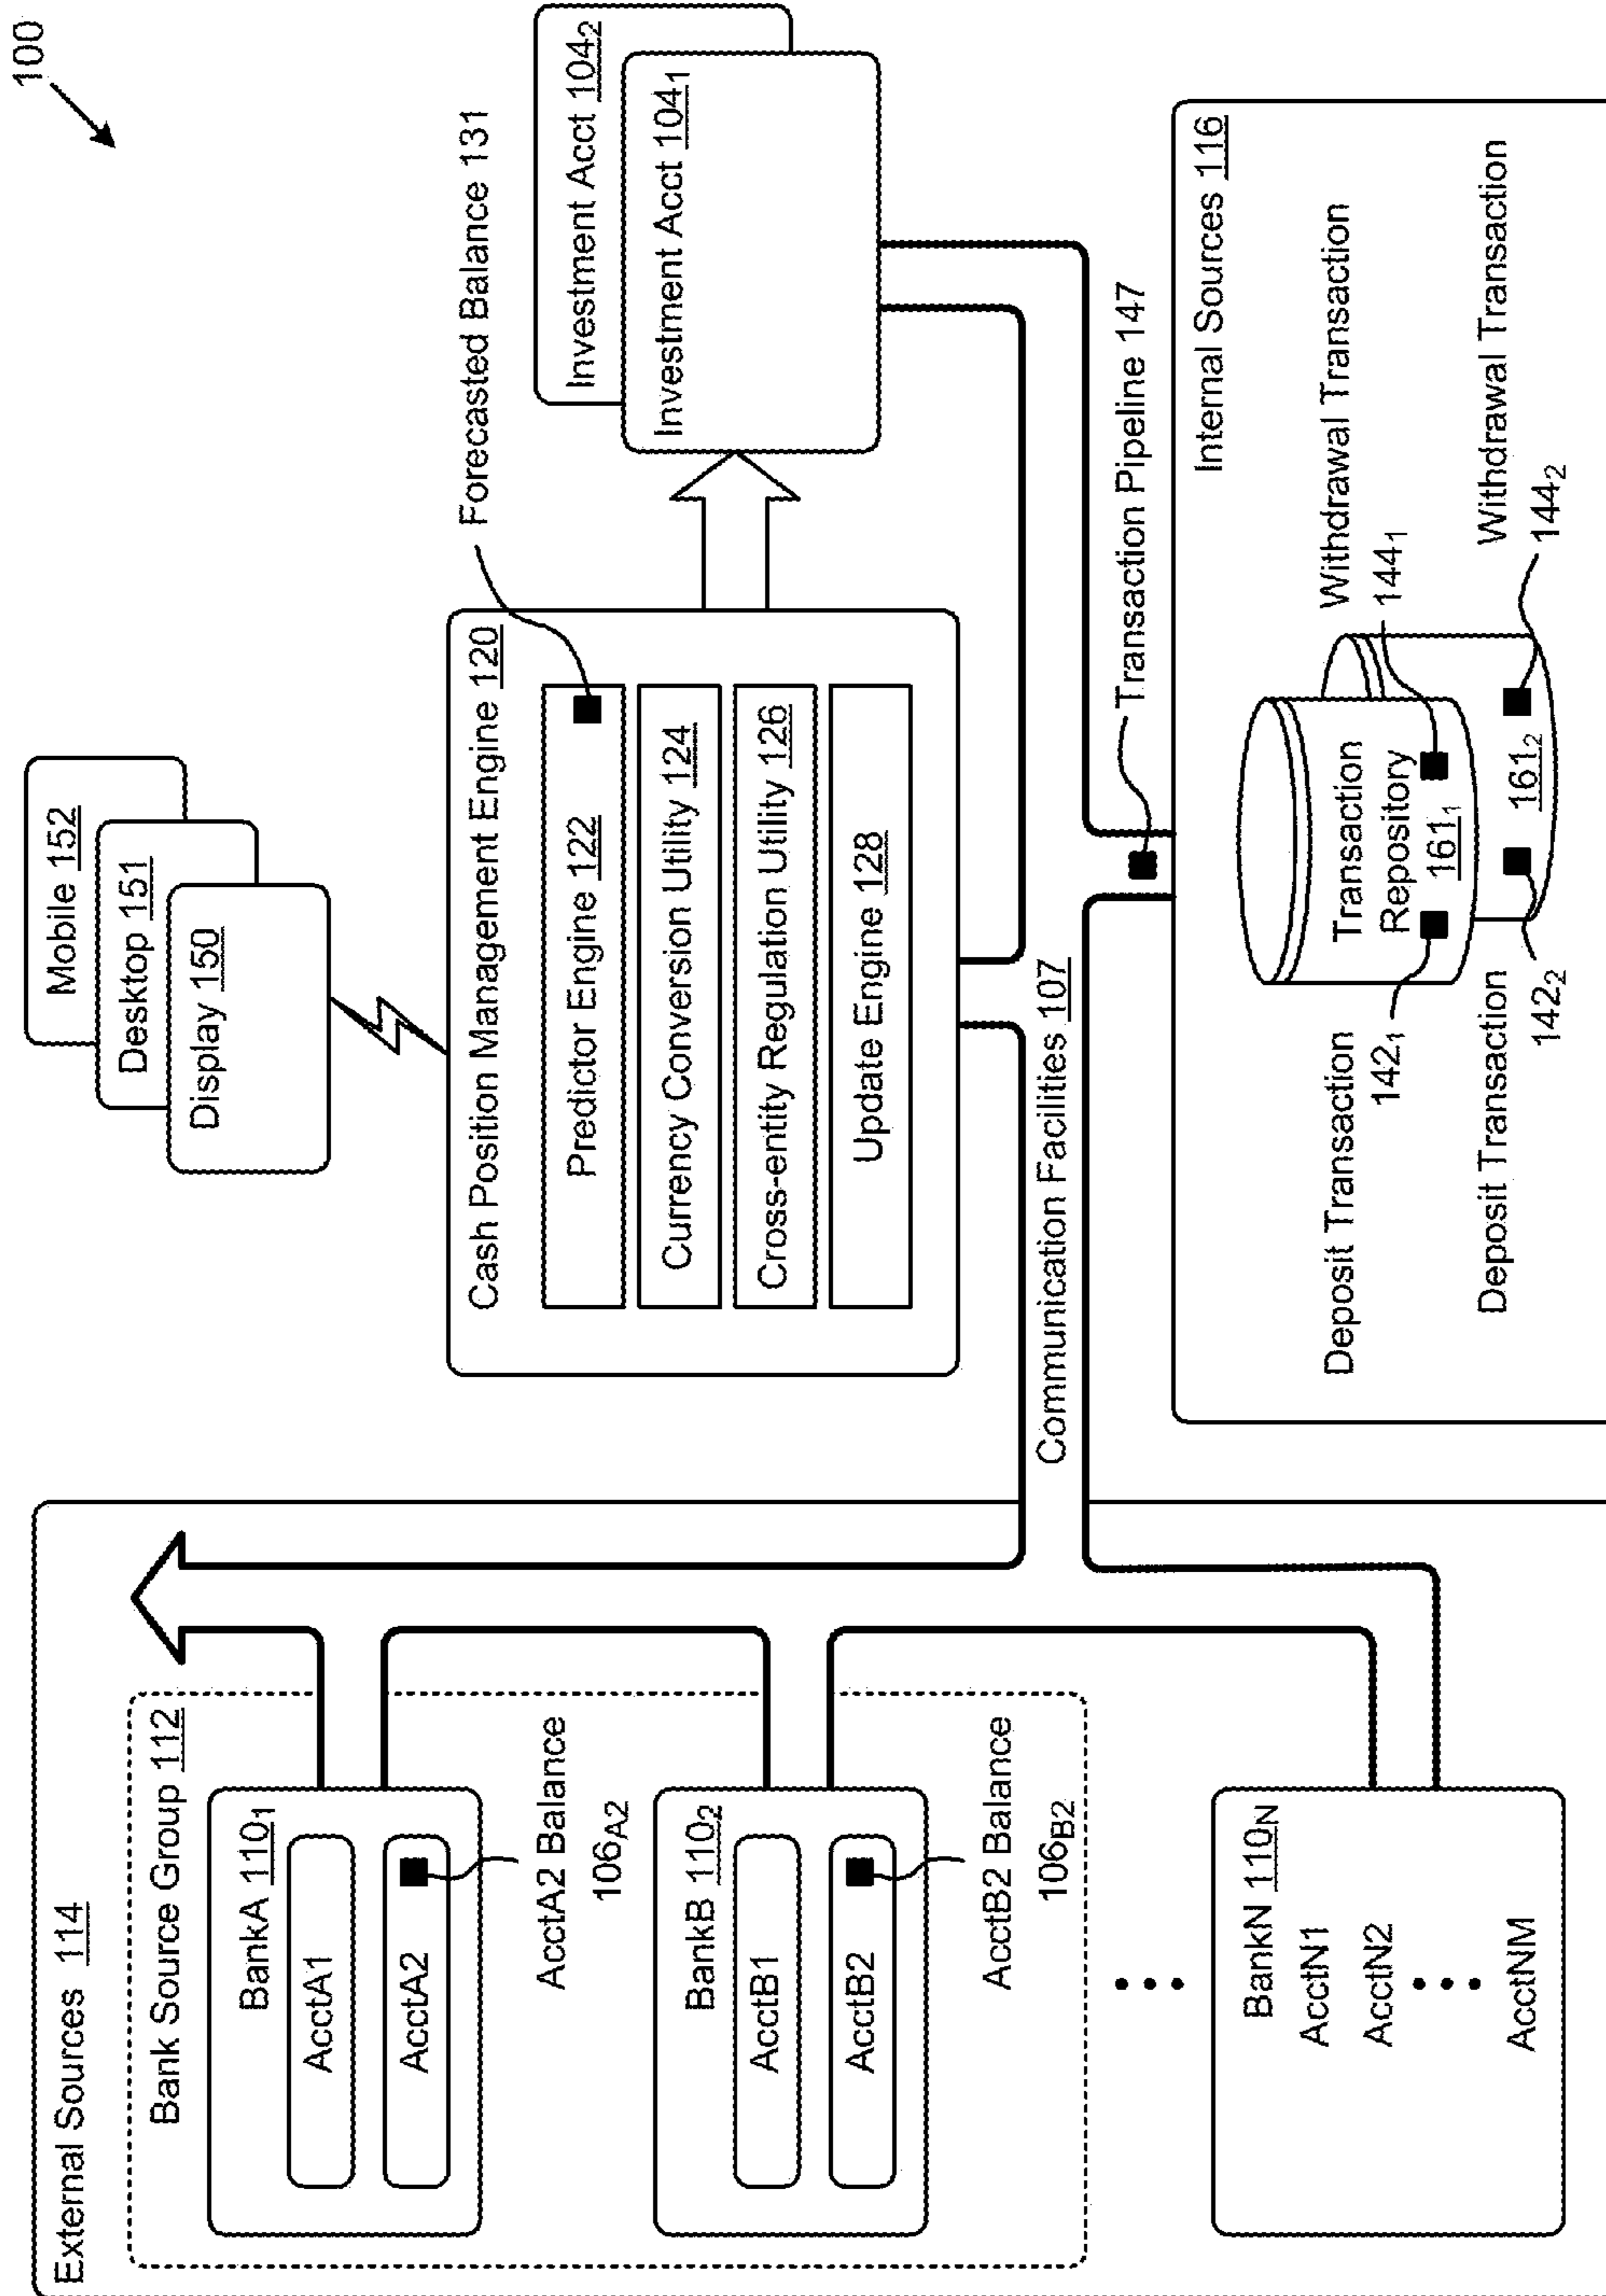 100
External Sources 114
Bank Source Group 112
BankA 110₁
AcctA1
AcctA2
AcctA2 Balance
106A2
BankB 110₂
AcctB1
AcctB2
AcctB2 Balance
106B2
BankN 110N
AcctN1
AcctN2
AcctNM
Mobile 152
Desktop 151
Display 150
Cash Position Management Engine 120
Predictor Engine 122
Currency Conversion Utility 124
Cross-entity Regulation Utility 126
Update Engine 128
Forecasted Balance 131
Investment Acct 104₂
Investment Acct 104₁
Communication Facilities 107
Transaction Pipeline 147
Internal Sources 116
Transaction
Repository
161₁
161₂
Deposit Transaction
142₁
Deposit Transaction
142₂
Withdrawal Transaction
144₁
Withdrawal Transaction
144₂